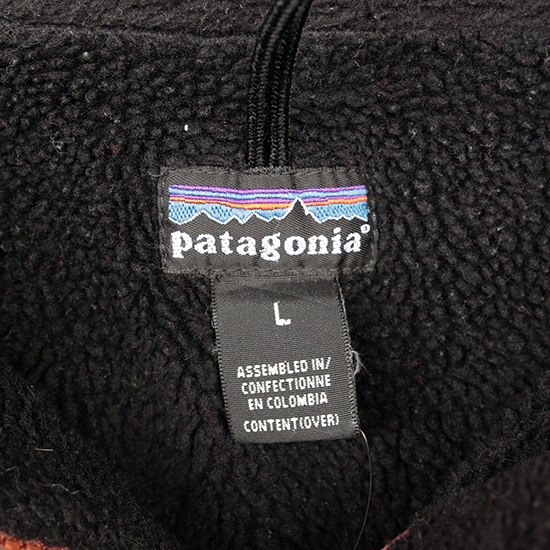 patagonia®
L
ASSEMBLED IN/
CONFECTIONNE
EN COLOMBIA
CONTENT(OVER)